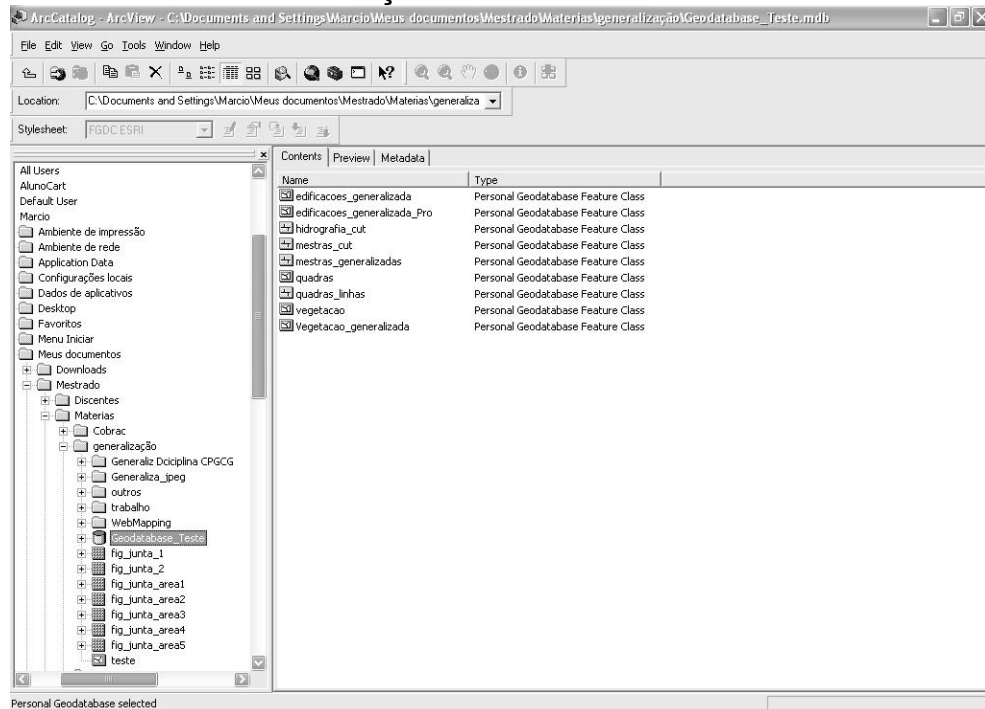 ArcCatalog - ArcView - C:\Documents and Settings\Marcio\Meus documentos\Mestrado\Materias\generalização\Geodatabase_Teste.mdb
File Edit View Go Tools Window Help
Location: C:\Documents and Settings\Marcio\Meus documentos\Mestrado\Materias\generaliza
Stylesheet: FGDC ESRI
All Users
AlunoCart
Default User
Marcio
Ambiente de impressão
Ambiente de rede
Application Data
Configurações locais
Dados de aplicativos
Desktop
Favoritos
Menu Iniciar
Meus documentos
Downloads
Mestrado
Discentes
Materias
Cobrac
generalização
Generaliz Dciciplina CPGCG
Generaliza_jpeg
outros
trabalho
WebMapping
Geodatabase_Teste
fig_junta_1
fig_junta_2
fig_junta_area1
fig_junta_area2
fig_junta_area3
fig_junta_area4
fig_junta_area5
teste
Contents Preview Metadata
Name Type
edificacoes_generalizada Personal Geodatabase Feature Class
edificacoes_generalizada_Pro Personal Geodatabase Feature Class
hidrografia_cut Personal Geodatabase Feature Class
mestras_cut Personal Geodatabase Feature Class
mestras_generalizadas Personal Geodatabase Feature Class
quadras Personal Geodatabase Feature Class
quadras_linhas Personal Geodatabase Feature Class
vegetacao Personal Geodatabase Feature Class
Vegetacao_generalizada Personal Geodatabase Feature Class
Personal Geodatabase selected